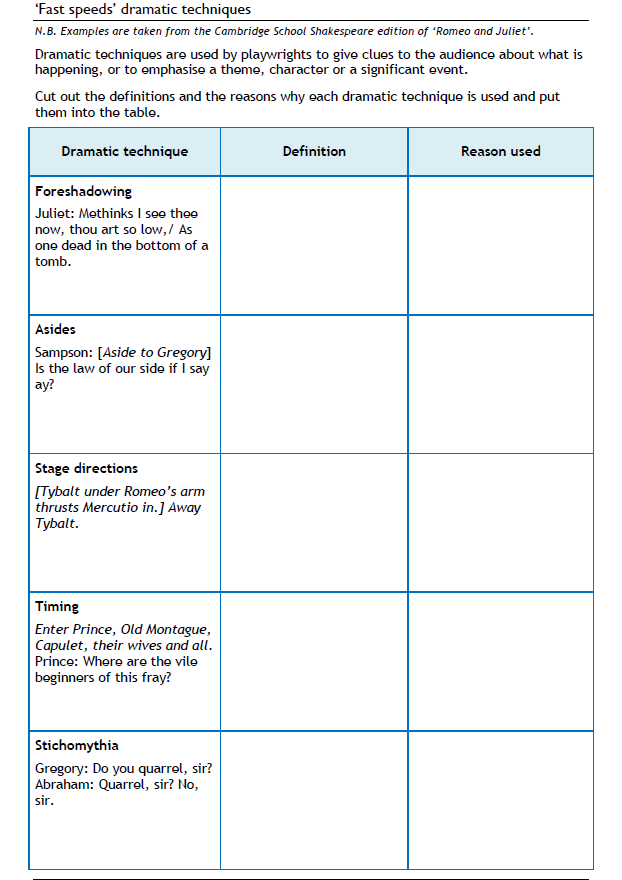 ‘Fast speeds’ dramatic techniques
N.B. Examples are taken from the Cambridge School Shakespeare edition of ‘Romeo and Juliet’.
Dramatic techniques are used by playwrights to give clues to the audience about what is
happening, or to emphasise a theme, character or a significant event.
Cut out the definitions and the reasons why each dramatic technique is used and put
them into the table.
Dramatic technique
Definition
Reason used
Foreshadowing
Juliet: Methinks I see thee
now, thou art so low,/ As
one dead in the bottom of a
tomb.
Asides
Sampson: [Aside to Gregory]
Is the law of our side if I say
ay?
Stage directions
[Tybalt under Romeo’s arm
thrusts Mercutio in.] Away
Tybalt.
Timing
Enter Prince, Old Montague,
Capulet, their wives and all.
Prince: Where are the vile
beginners of this fray?
Stichomythia
Gregory: Do you quarrel, sir?
Abraham: Quarrel, sir? No,
sir.